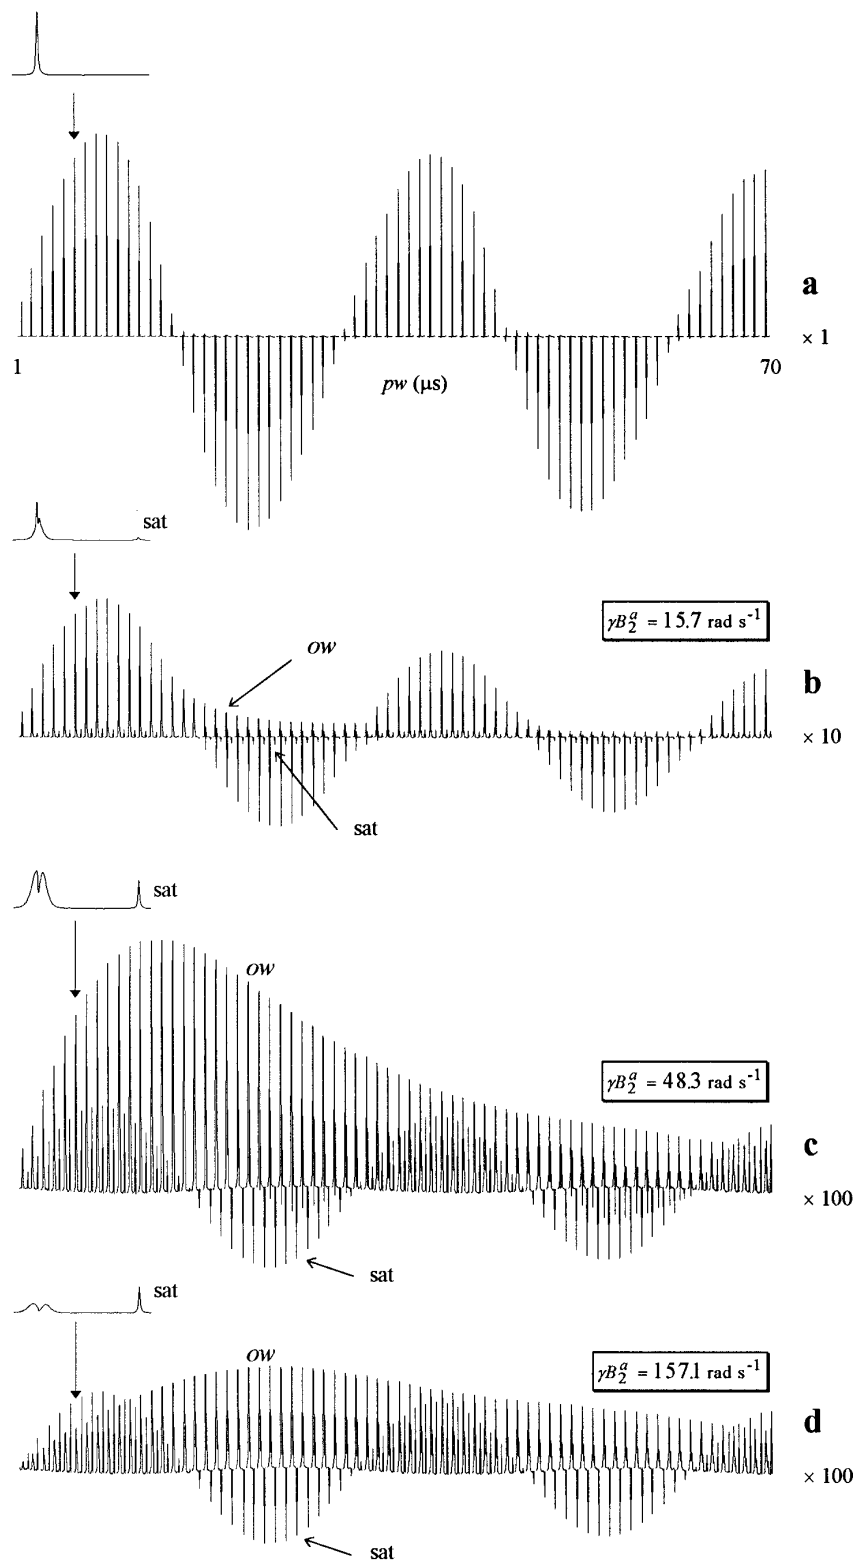 a
× 1
1
70
pw (μs)
sat
γB₂ᵃ = 15.7 rad s⁻¹
ow
b
× 10
sat
sat
ow
γB₂ᵃ = 48.3 rad s⁻¹
c
× 100
sat
sat
ow
γB₂ᵃ = 157.1 rad s⁻¹
d
× 100
sat